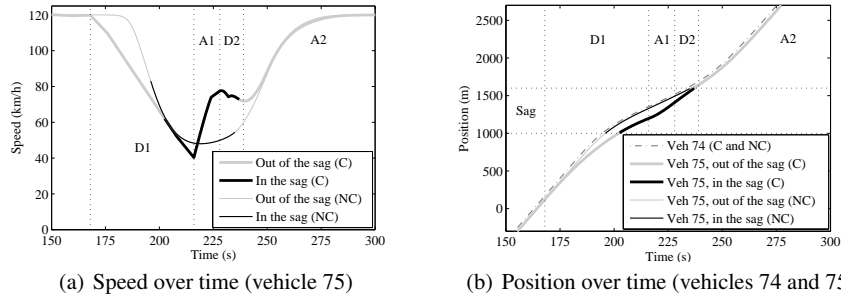 120
100
80
60
40
20
0
Speed (km/h)
A1
D2
A2
D1
Out of the sag (C)
In the sag (C)
Out of the sag (NC)
In the sag (NC)
150
175
200
225
250
275
300
Time (s)
(a) Speed over time (vehicle 75)
2500
2000
1500
1000
500
0
Position (m)
D1
A1
D2
A2
Sag
Veh 74 (C and NC)
Veh 75, out of the sag (C)
Veh 75, in the sag (C)
Veh 75, out of the sag (NC)
Veh 75, in the sag (NC)
150
175
200
225
250
275
300
Time (s)
(b) Position over time (vehicles 74 and 75